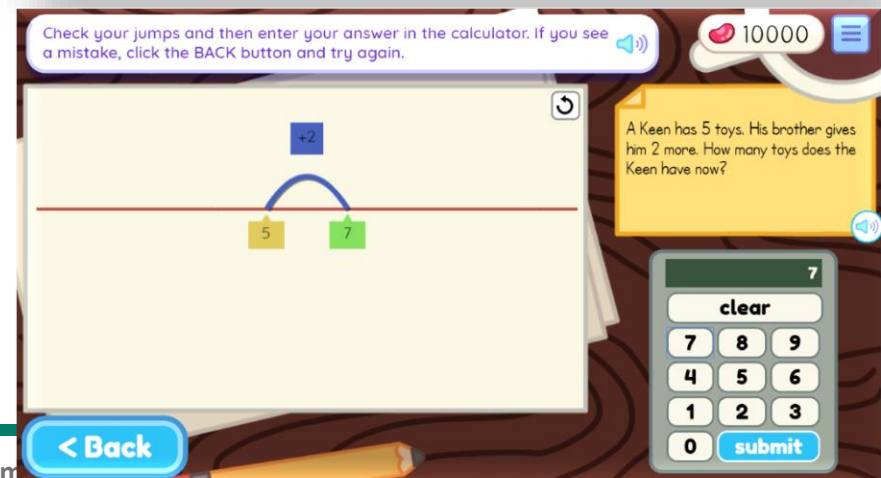 Check your jumps and then enter your answer in the calculator. If you see
a mistake, click the BACK button and try again.
10000
+2
5
7
A Keen has 5 toys. His brother gives
him 2 more. How many toys does the
Keen have now?
7
clear
7 8 9
4 5 6
1 2 3
0 submit
< Back